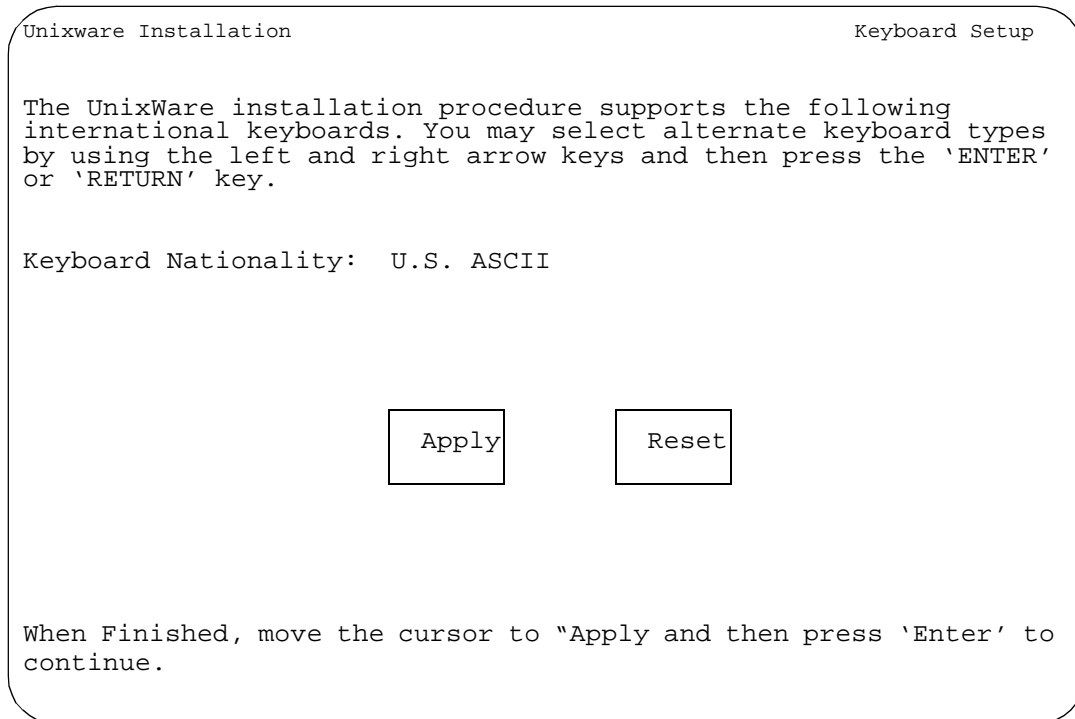 Unixware Installation Keyboard Setup
The UnixWare installation procedure supports the following
international keyboards. You may select alternate keyboard types
by using the left and right arrow keys and then press the ‘ENTER’
or ‘RETURN’ key.
Keyboard Nationality: U.S. ASCII
Apply Reset
When Finished, move the cursor to “Apply and then press ‘Enter’ to
continue.